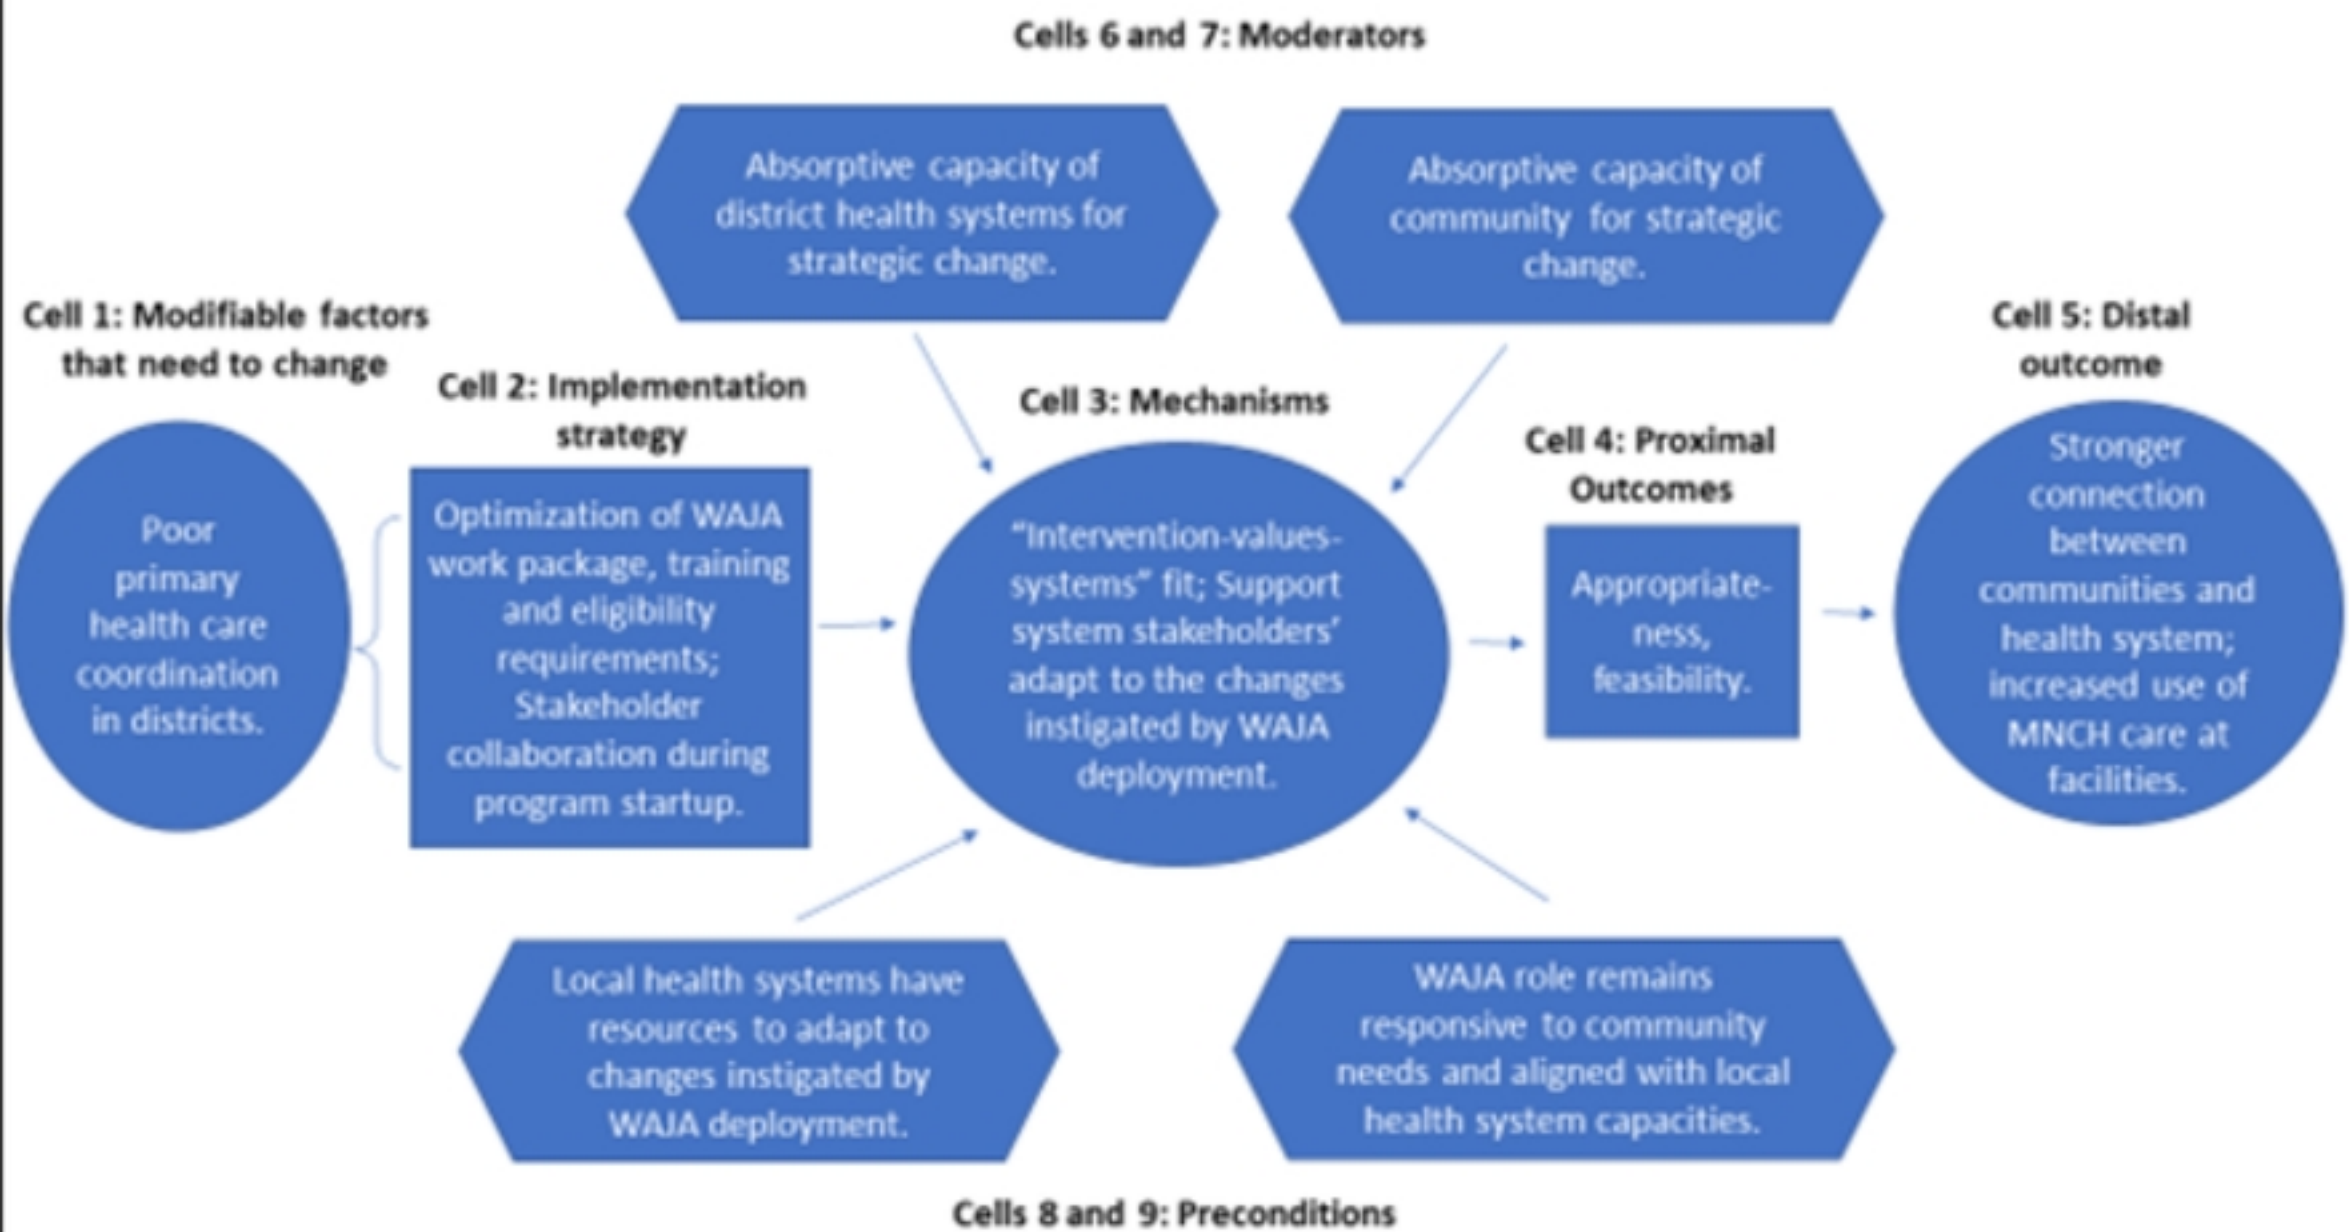 Cells 6 and 7: Moderators
Absorptive capacity of
district health systems for
strategic change.
Absorptive capacity of
community for strategic
change.
Cell 1: Modifiable factors
that need to change
Poor
primary
health care
coordination
in districts.
Cell 2: Implementation
strategy
Optimization of WAJA
work package, training
and eligibility
requirements;
Stakeholder
collaboration during
program startup.
Cell 3: Mechanisms
“Intervention-values-
systems” fit; Support
system stakeholders’
adapt to the changes
instigated by WAJA
deployment.
Cell 4: Proximal
Outcomes
Appropriate-
ness,
feasibility.
Cell 5: Distal
outcome
Stronger
connection
between
communities and
health system;
increased use of
MNCH care at
facilities.
Local health systems have
resources to adapt to
changes instigated by
WAJA deployment.
WAJA role remains
responsive to community
needs and aligned with local
health system capacities.
Cells 8 and 9: Preconditions